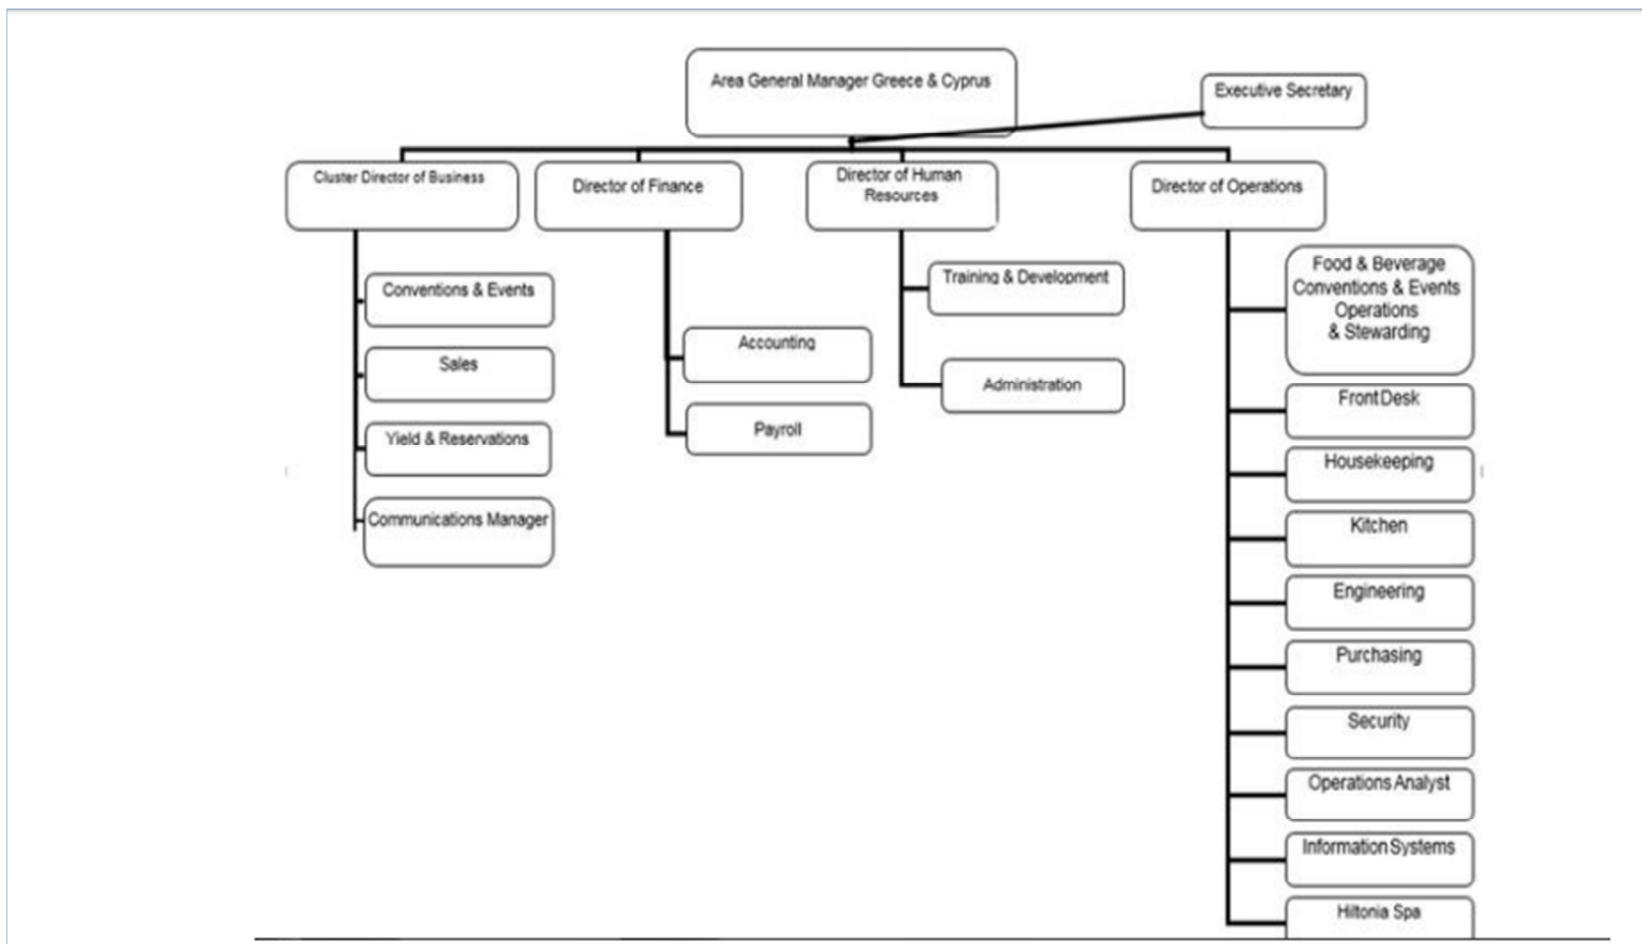 Area General Manager Greece & Cyprus
Executive Secretary
Cluster Director of Business
Director of Finance
Director of Human
Resources
Director of Operations
Conventions & Events
Sales
Yield & Reservations
Communications Manager
Accounting
Payroll
Training & Development
Administration
Food & Beverage
Conventions & Events
Operations
& Stewarding
Front Desk
Housekeeping
Kitchen
Engineering
Purchasing
Security
Operations Analyst
Information Systems
Hiltonia Spa